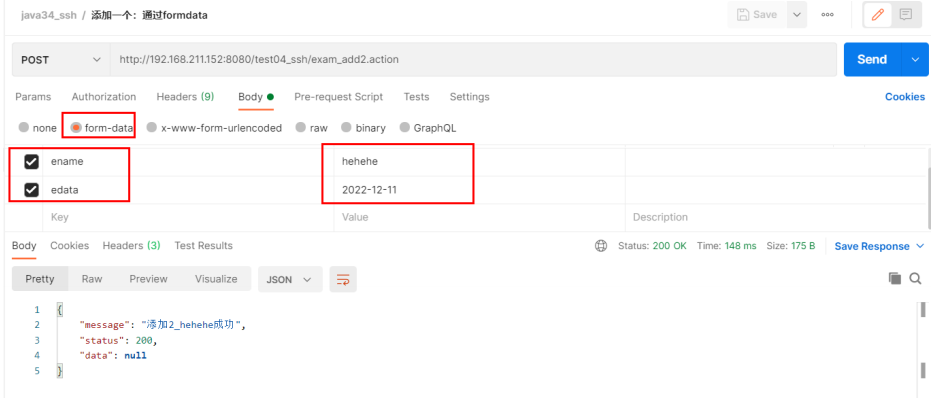 java34_ssh / 添加一个：通过formdata
Save
POST http://192.168.211.152:8080/test04_ssh/exam_add2.action Send
Params Authorization Headers (9) Body Pre-request Script Tests Settings Cookies
none form-data x-www-form-urlencoded raw binary GraphQL
ename hehehe
edata 2022-12-11
Key Value Description
Body Cookies Headers (3) Test Results Status: 200 OK Time: 148 ms Size: 175 B Save Response
Pretty Raw Preview Visualize JSON
1 {
2 "message": "添加2_hehehe成功",
3 "status": 200,
4 "data": null
5 }